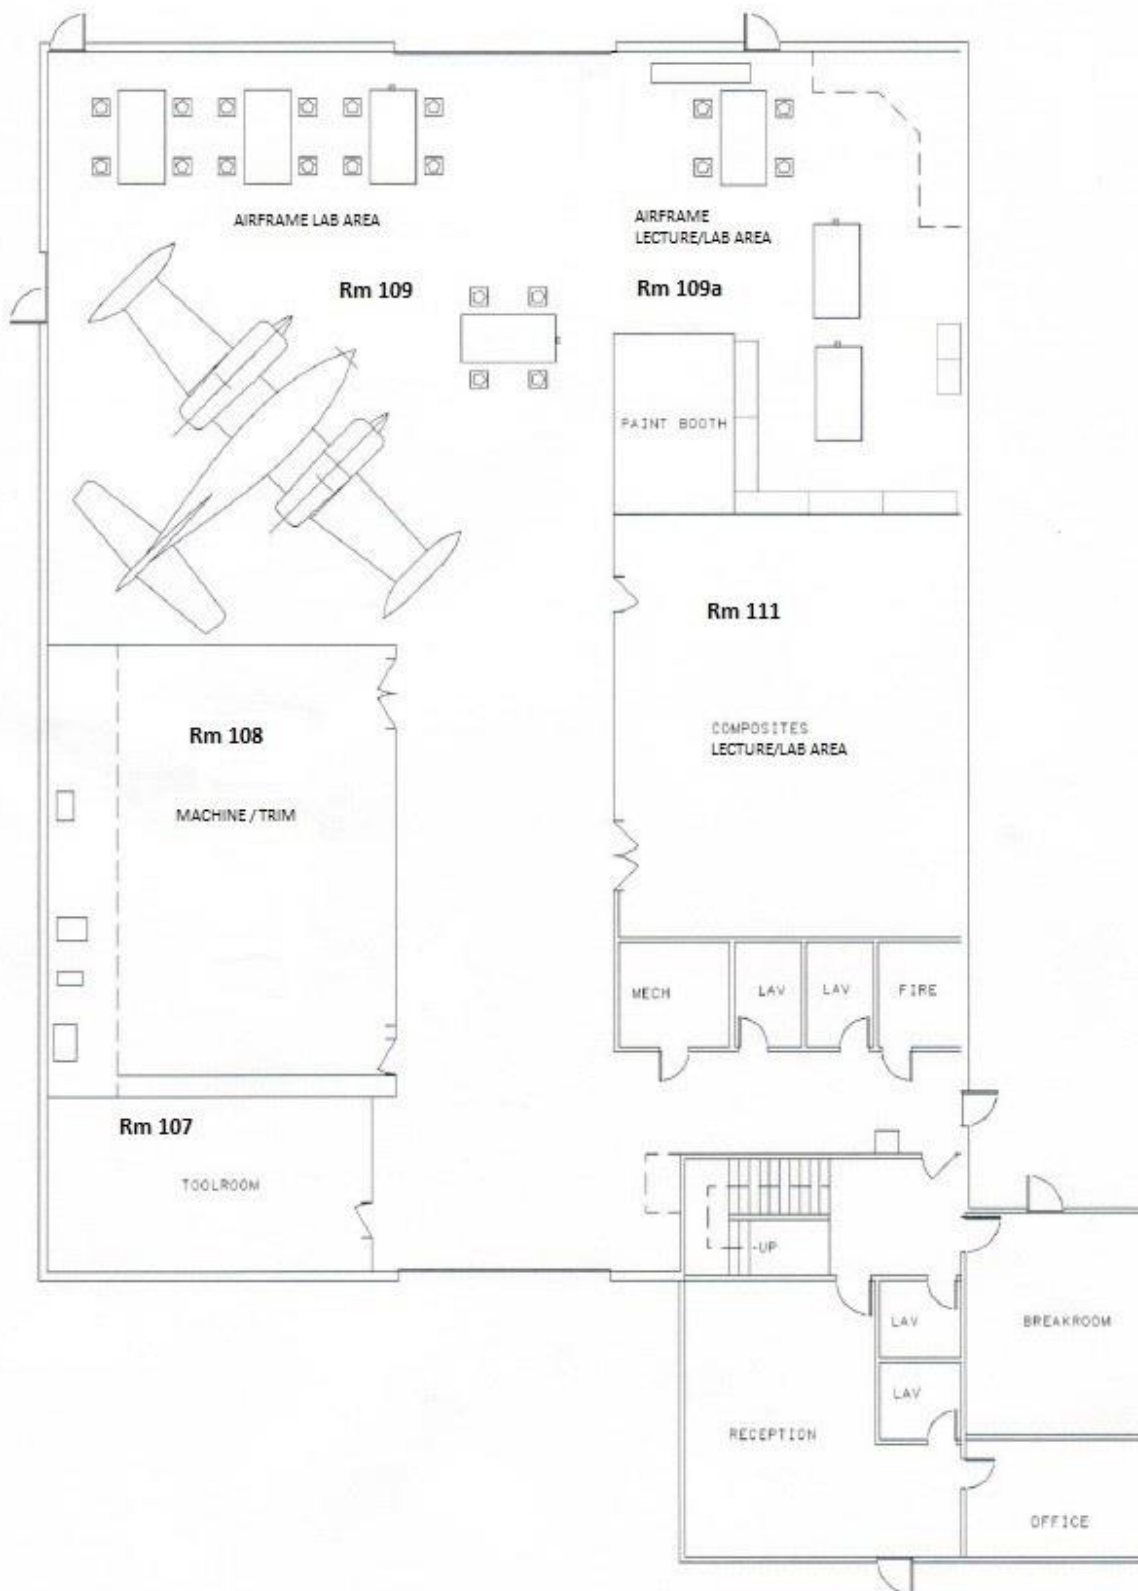 AIRFRAME LAB AREA
AIRFRAME
LECTURE/LAB AREA
Rm 109
Rm 109a
PAINT BOOTH
Rm 111
Rm 108
COMPOSITES
LECTURE/LAB AREA
MACHINE / TRIM
MECH
LAV
LAV
FIRE
Rm 107
TOOLROOM
UP
LAV
BREAKROOM
LAV
RECEPTION
OFFICE